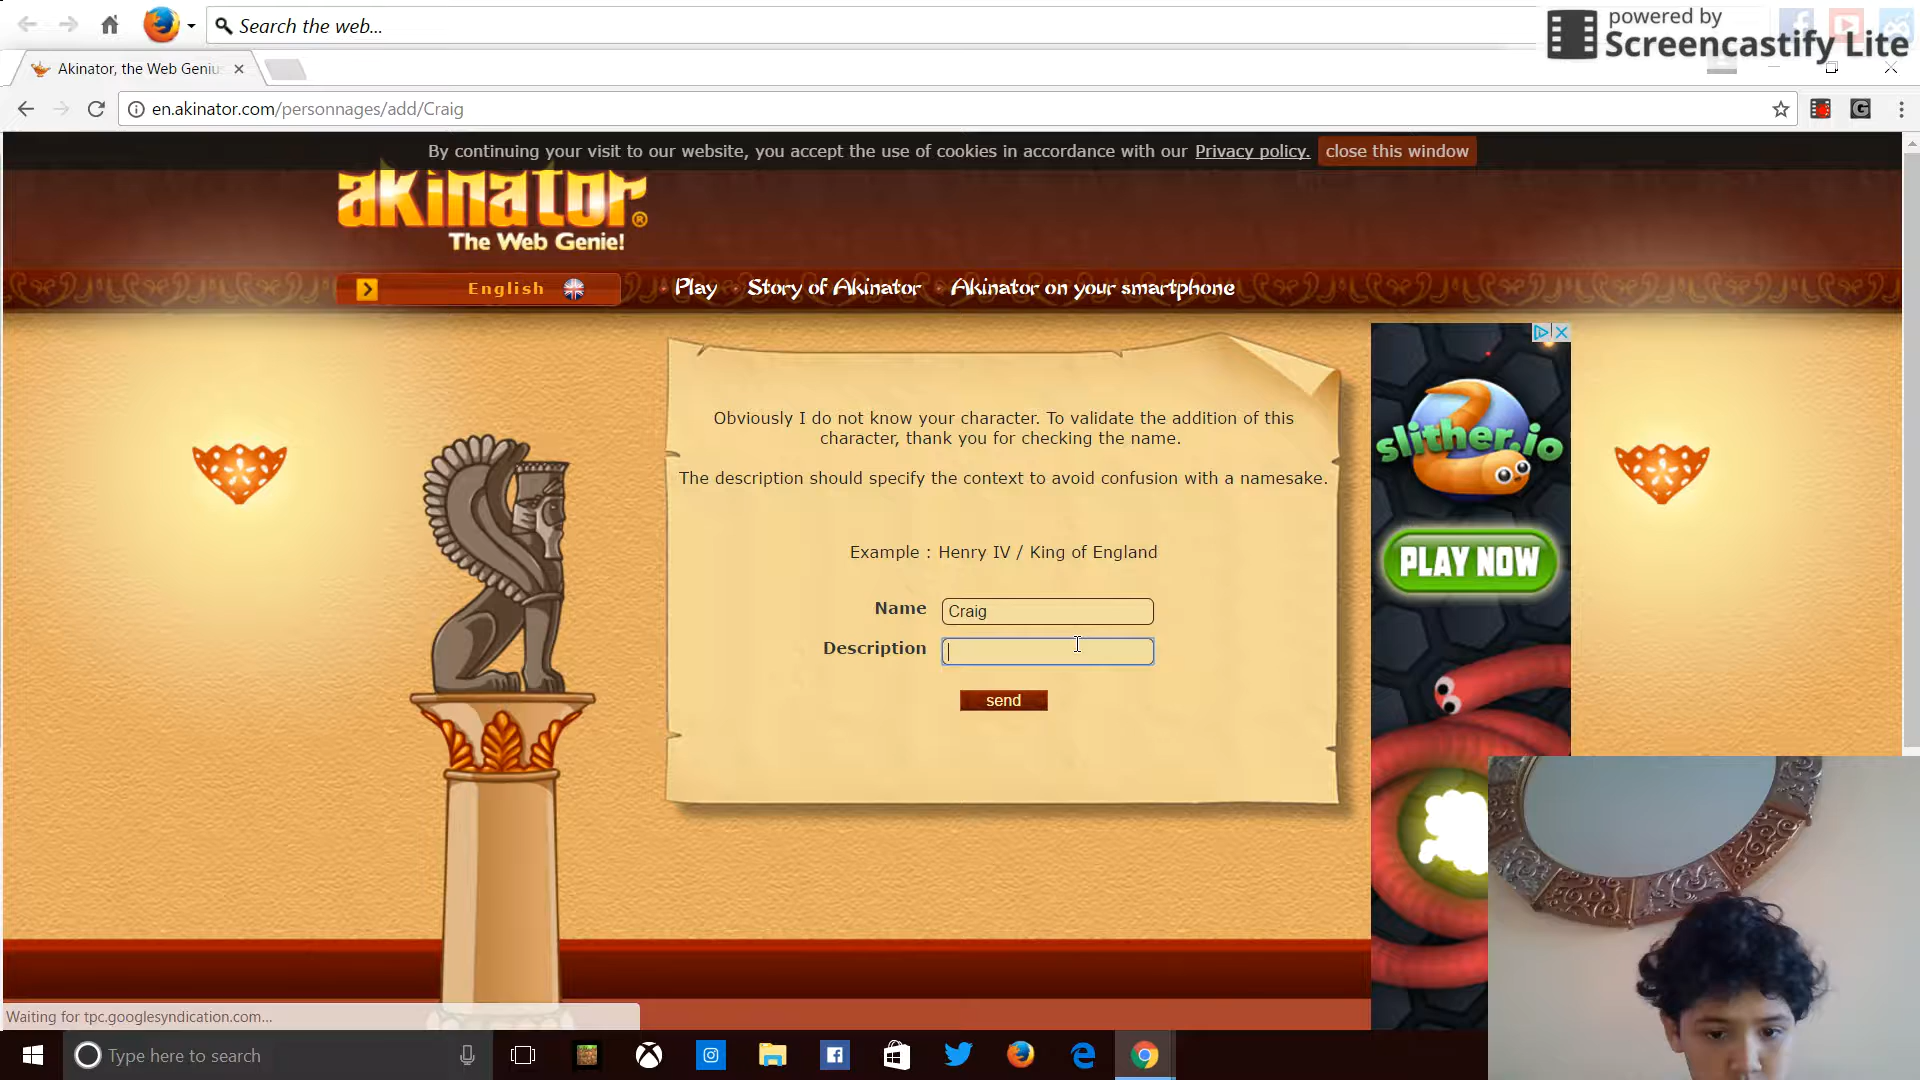 Search the web...
powered by
Screencastify Lite
Akinator, the Web Geniu
en.akinator.com/personnages/add/Craig
By continuing your visit to our website, you accept the use of cookies in accordance with our Privacy policy. close this window
akinator®
The Web Genie!
English
Play
Story of Akinator
Akinator on your smartphone
Obviously I do not know your character. To validate the addition of this
character, thank you for checking the name.
The description should specify the context to avoid confusion with a namesake.
Example : Henry IV / King of England
Name Craig
Description
send
slither.io
PLAY NOW
Waiting for tpc.googlesyndication.com...
Type here to search